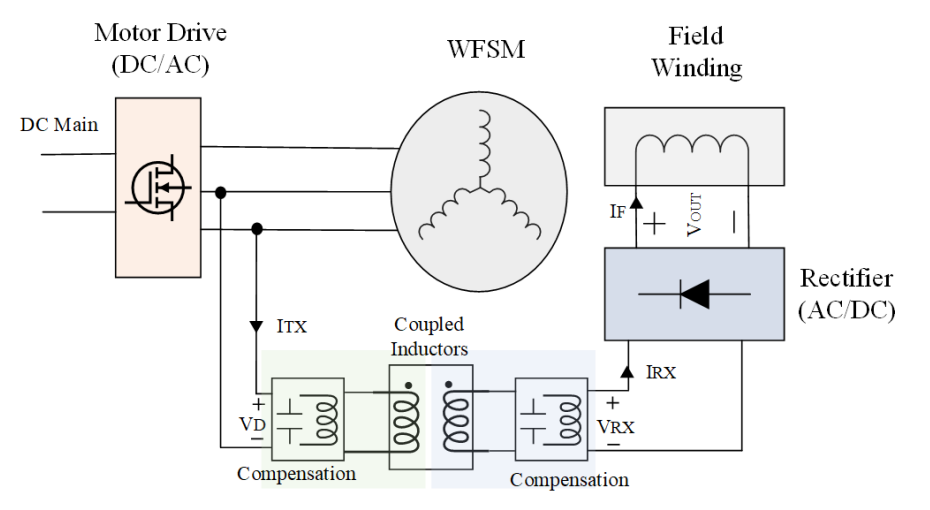 Motor Drive
(DC/AC)
WFSM
Field
Winding
DC Main
IF
+
VOUT
−
Rectifier
(AC/DC)
ITX
Coupled
Inductors
IRX
+
VD
−
+
VRX
−
Compensation
Compensation